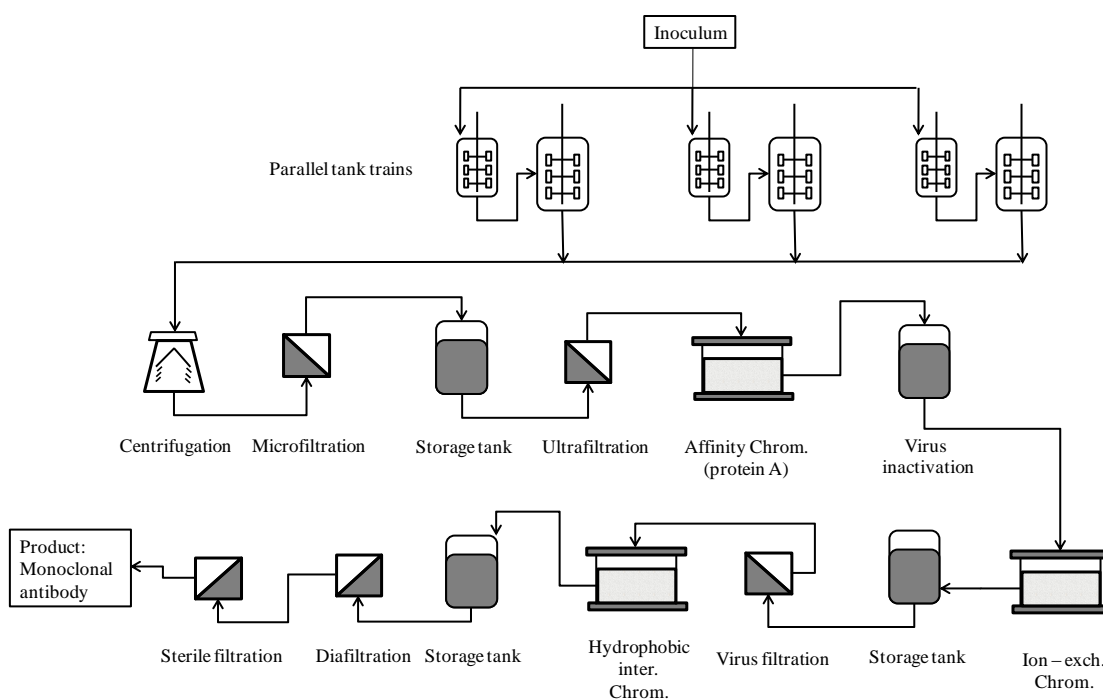 Inoculum
Parallel tank trains
Centrifugation
Microfiltration
Storage tank
Ultrafiltration
Affinity Chrom.
(protein A)
Virus
inactivation
Product:
Monoclonal
antibody
Sterile filtration
Diafiltration
Storage tank
Hydrophobic
inter.
Chrom.
Virus filtration
Storage tank
Ion – exch.
Chrom.